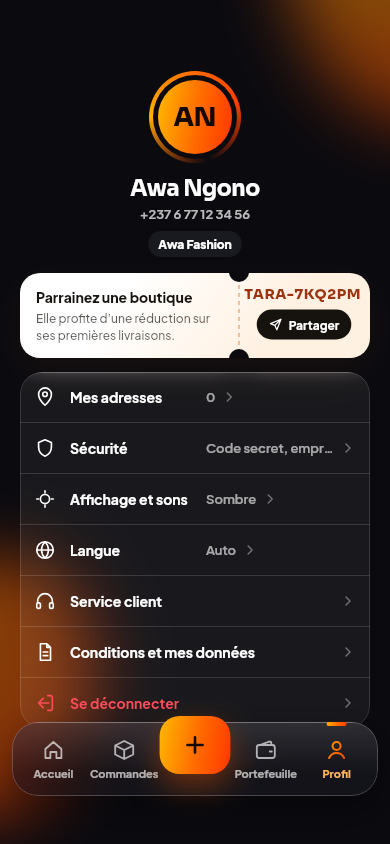 AN
Awa Ngono
+237 6 77 12 34 56
Awa Fashion
Parrainez une boutique
Elle profite d'une réduction sur
ses premières livraisons.
TARA-7KQ2PM
Partager
Mes adresses 0
Sécurité Code secret, empr...
Affichage et sons Sombre
Langue Auto
Service client
Conditions et mes données
Se déconnecter
Accueil Commandes + Portefeuille Profil